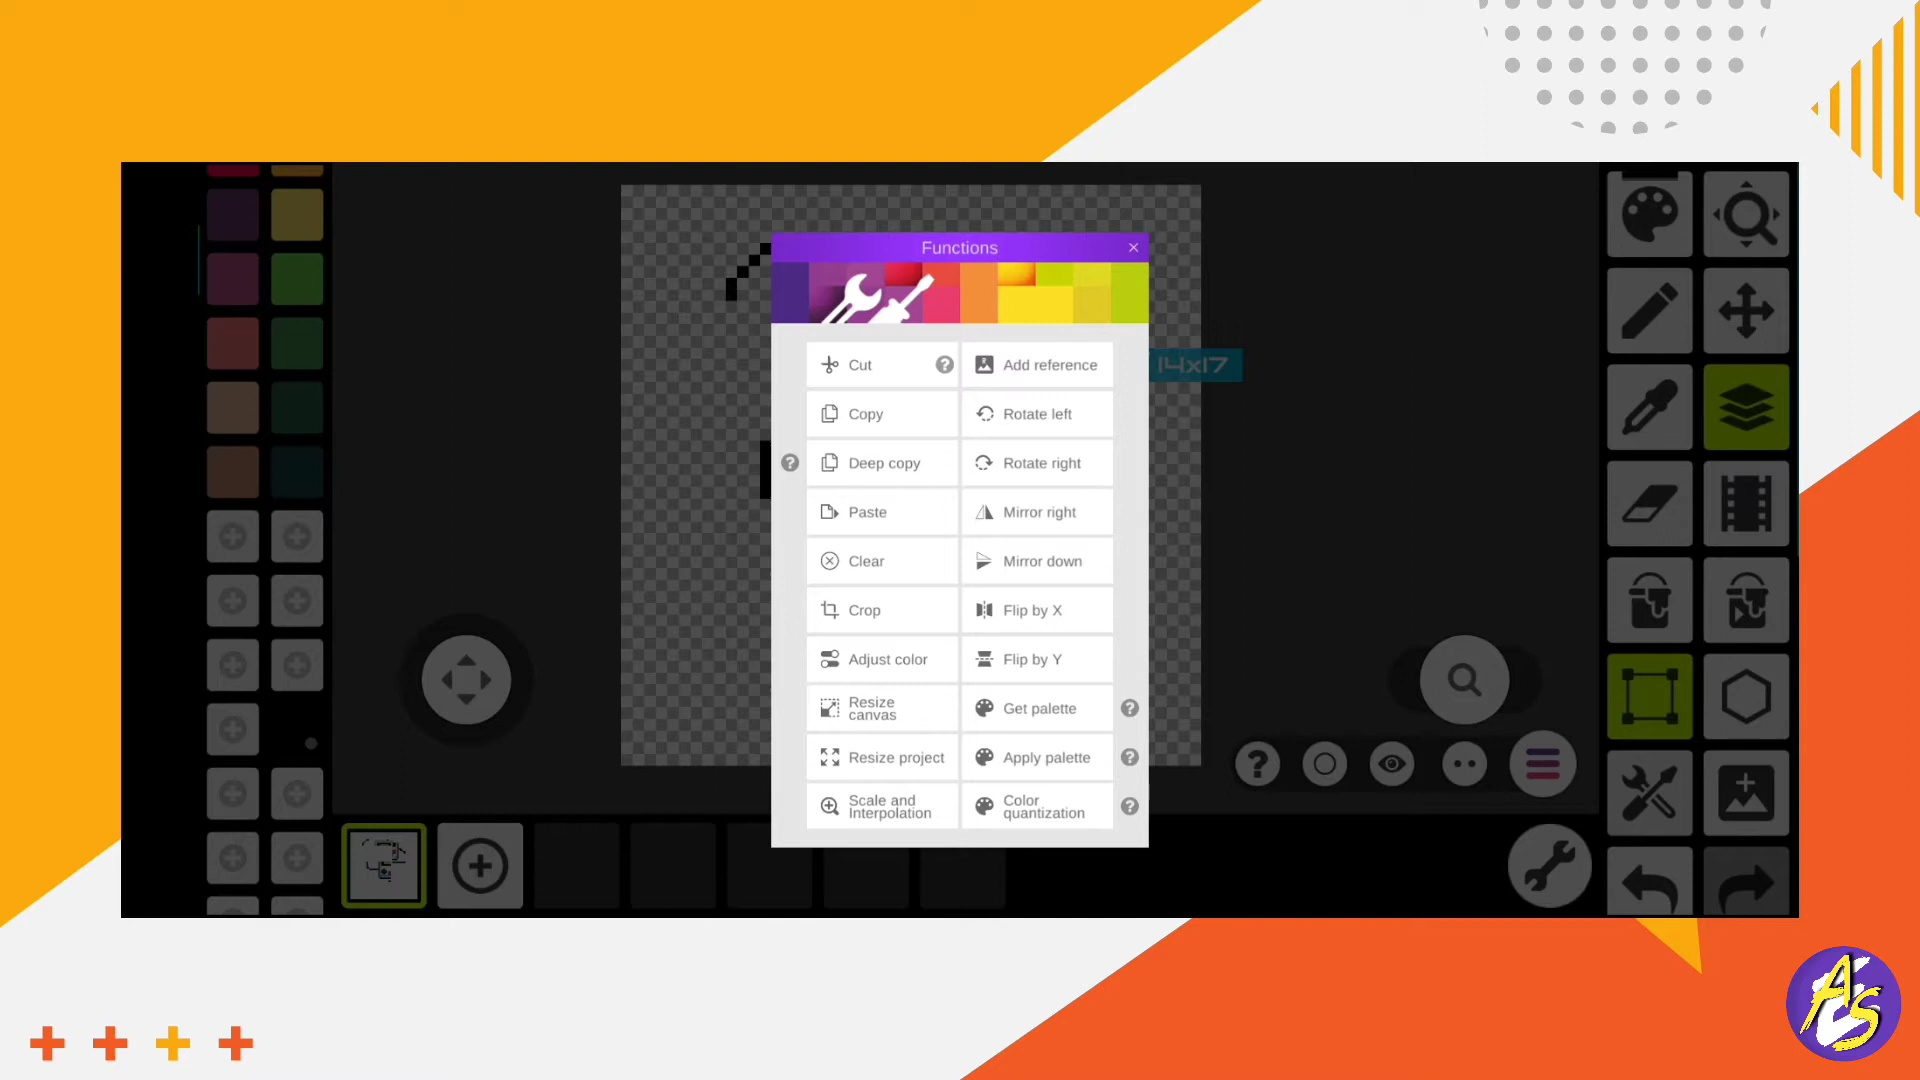 Functions
Cut
Add reference
14x17
Copy
Rotate left
Deep copy
Rotate right
Paste
Mirror right
Clear
Mirror down
Crop
Flip by X
Adjust color
Flip by Y
Resize
canvas
Get palette
Resize project
Apply palette
Scale and
Interpolation
Color
quantization
AS